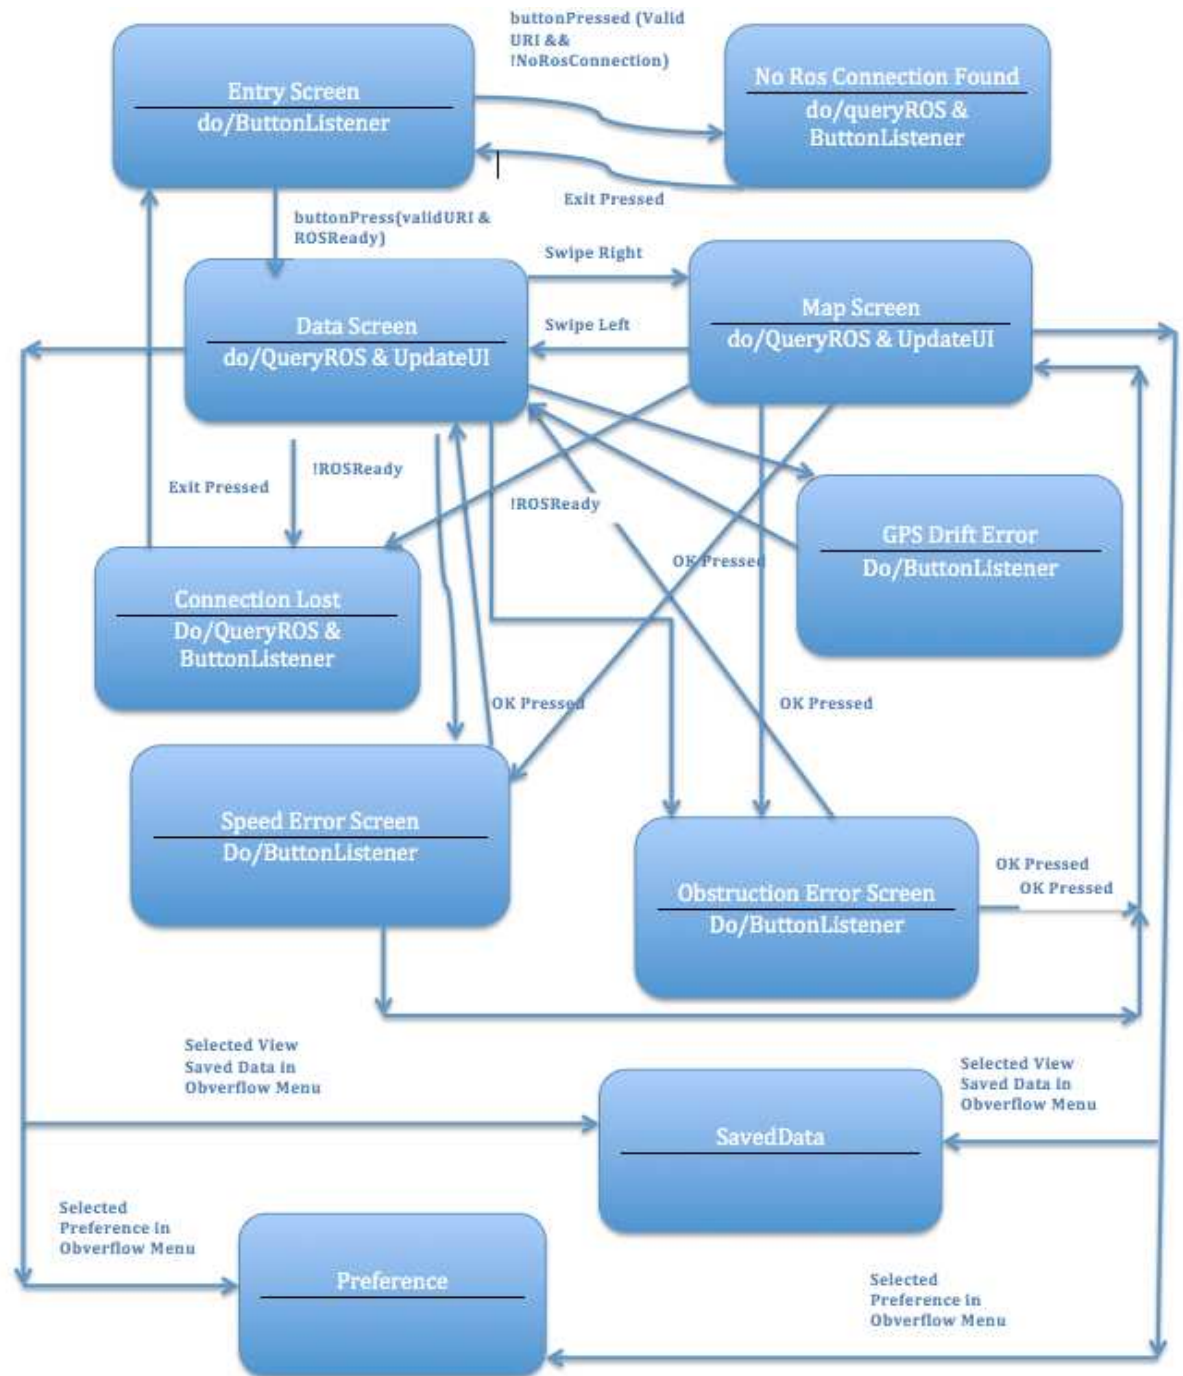 buttonPressed (Valid
URI &&
!NoRosConnection)
Entry Screen
do/ButtonListener
No Ros Connection Found
do/queryROS &
ButtonListener
Exit Pressed
buttonPress(validURI &
ROSReady)
Swipe Right
Data Screen
do/QueryROS & UpdateUI
Swipe Left
Map Screen
do/QueryROS & UpdateUI
Exit Pressed
!ROSReady
!ROSReady
GPS Drift Error
Do/ButtonListener
OK Pressed
Connection Lost
Do/QueryROS &
ButtonListener
OK Pressed
OK Pressed
Speed Error Screen
Do/ButtonListener
Obstruction Error Screen
Do/ButtonListener
OK Pressed
OK Pressed
Selected View
Saved Data in
Obverflow Menu
Selected View
Saved Data in
Obverflow Menu
SavedData
Selected
Preference in
Obverflow Menu
Preference
Selected
Preference in
Obverflow Menu